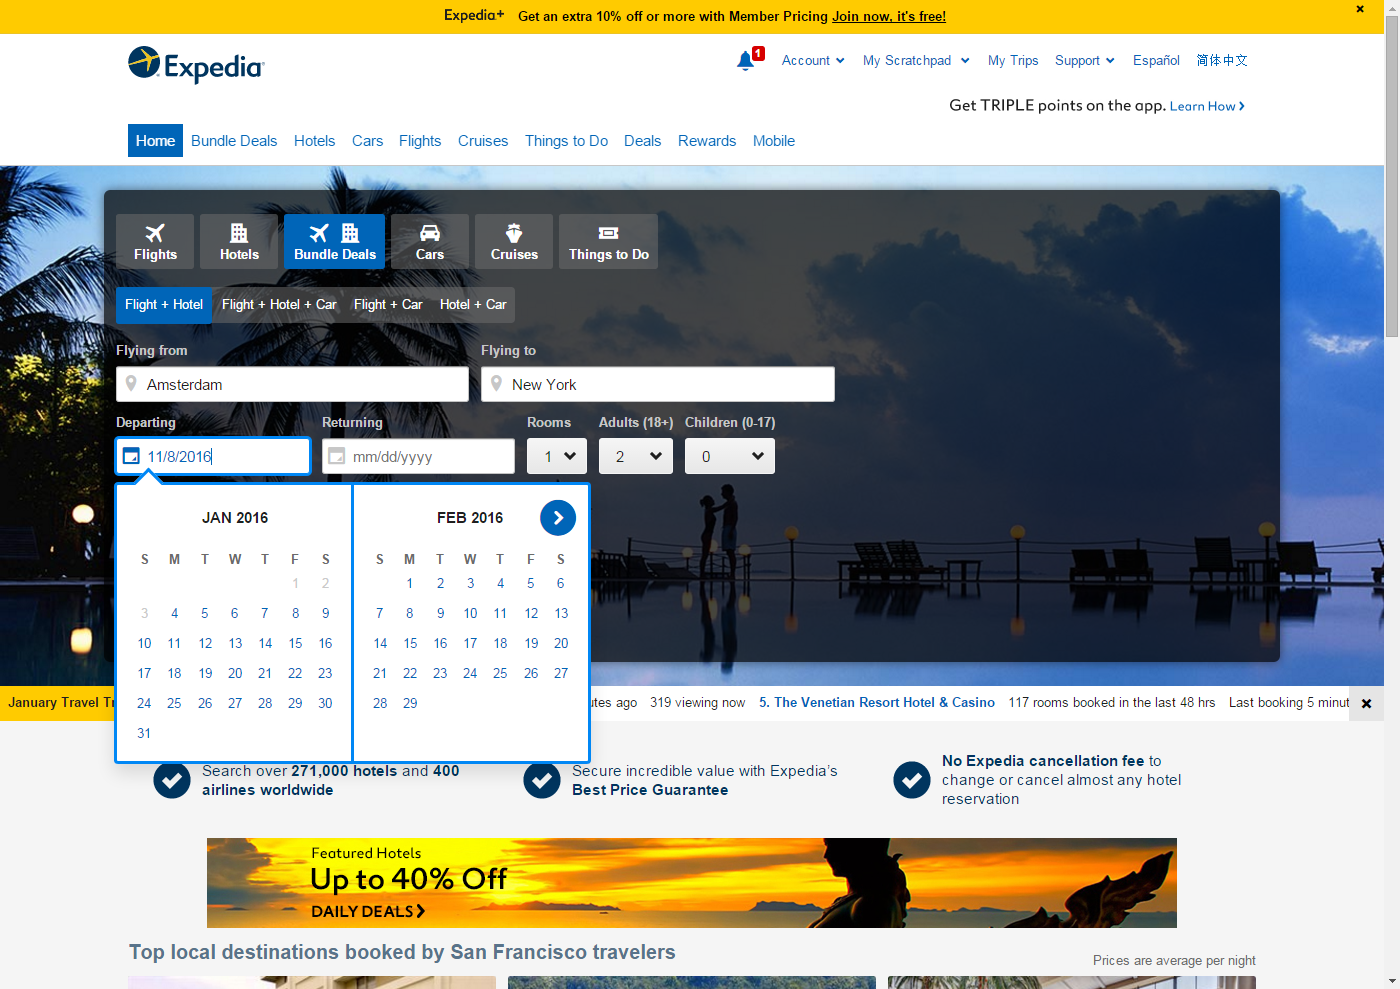 Expedia+ Get an extra 10% off or more with Member Pricing Join now, it's free!
Expedia
1
Account My Scratchpad My Trips Support Español 简体中文
Get TRIPLE points on the app. Learn How
Home Bundle Deals Hotels Cars Flights Cruises Things to Do Deals Rewards Mobile
Flights Hotels Bundle Deals Cars Cruises Things to Do
Flight + Hotel Flight + Hotel + Car Flight + Car Hotel + Car
Flying from Flying to
Amsterdam New York
Departing Returning Rooms Adults (18+) Children (0-17)
11/8/2016 mm/dd/yyyy 1 2 0
JAN 2016
S M T W T F S
1 2
3 4 5 6 7 8 9
10 11 12 13 14 15 16
17 18 19 20 21 22 23
24 25 26 27 28 29 30
31
FEB 2016
S M T W T F S
1 2 3 4 5 6
7 8 9 10 11 12 13
14 15 16 17 18 19 20
21 22 23 24 25 26 27
28 29
January Travel Tr utes ago 319 viewing now 5. The Venetian Resort Hotel & Casino 117 rooms booked in the last 48 hrs Last booking 5 minut
Search over 271,000 hotels and 400
airlines worldwide
Secure incredible value with Expedia's
Best Price Guarantee
No Expedia cancellation fee to
change or cancel almost any hotel
reservation
Featured Hotels
Up to 40% Off
DAILY DEALS
Top local destinations booked by San Francisco travelers
Prices are average per night